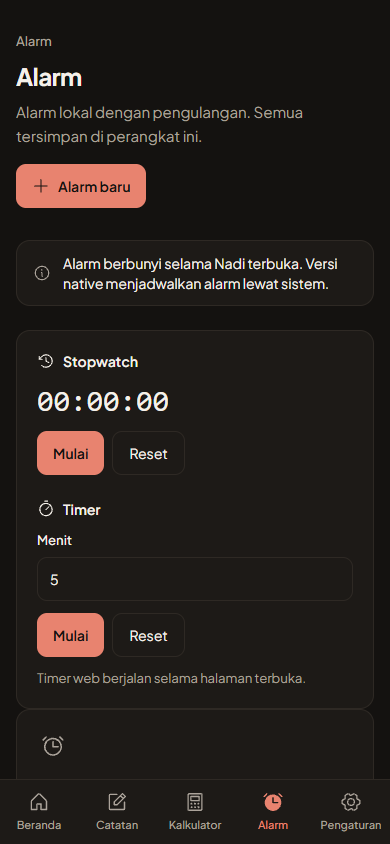 Alarm
Alarm
Alarm lokal dengan pengulangan. Semua
tersimpan di perangkat ini.
Alarm baru
Alarm berbunyi selama Nadi terbuka. Versi
native menjadwalkan alarm lewat sistem.
Stopwatch
00:00:00
Mulai Reset
Timer
Menit
5
Mulai Reset
Timer web berjalan selama halaman terbuka.
Beranda Catatan Kalkulator Alarm Pengaturan